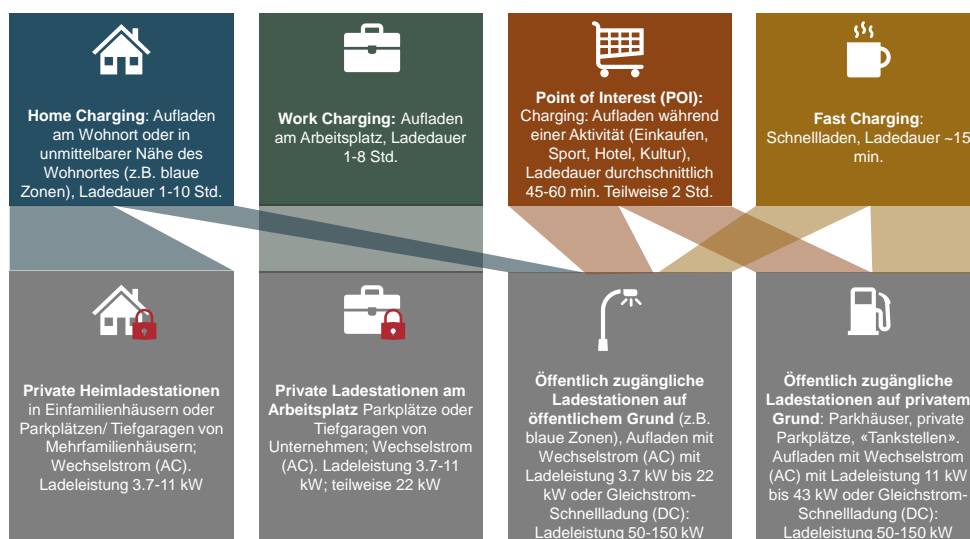 Home Charging: Aufladen
am Wohnort oder in
unmittelbarer Nähe des
Wohnortes (z.B. blaue
Zonen), Ladedauer 1-10 Std.
Work Charging: Aufladen
am Arbeitsplatz, Ladedauer
1-8 Std.
Point of Interest (POI):
Charging: Aufladen während
einer Aktivität (Einkaufen,
Sport, Hotel, Kultur),
Ladedauer durchschnittlich
45-60 min. Teilweise 2 Std.
Fast Charging:
Schnellladen, Ladedauer ~15
min.
Private Heimladestationen
in Einfamilienhäusern oder
Parkplätzen/ Tiefgaragen von
Mehrfamilienhäusern;
Wechselstrom (AC).
Ladeleistung 3.7-11 kW
Private Ladestationen am
Arbeitsplatz Parkplätze oder
Tiefgaragen von
Unternehmen; Wechselstrom
(AC). Ladeleistung 3.7-11
kW; teilweise 22 kW
Öffentlich zugängliche
Ladestationen auf
öffentlichem Grund (z.B.
blaue Zonen), Aufladen mit
Wechselstrom (AC) mit
Ladeleistung 3.7 kW bis 22
kW oder Gleichstrom-
Schnellladung (DC):
Ladeleistung 50-150 kW
Öffentlich zugängliche
Ladestationen auf privatem
Grund: Parkhäuser, private
Parkplätze, «Tankstellen».
Aufladen mit Wechselstrom
(AC) mit Ladeleistung 11 kW
bis 43 kW oder Gleichstrom-
Schnellladung (DC):
Ladeleistung 50-150 kW